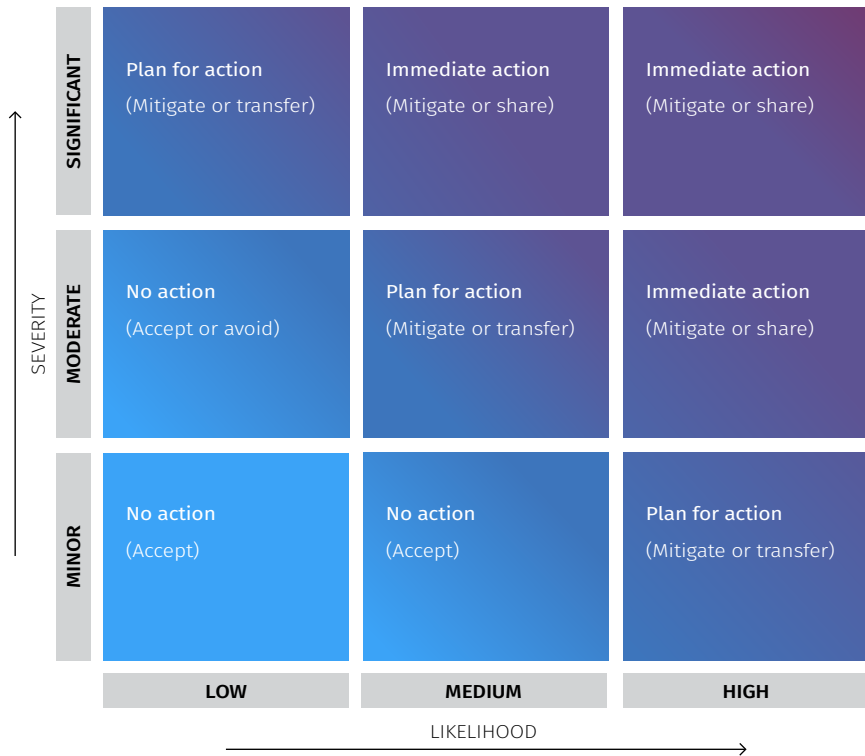 SEVERITY
SIGNIFICANT
Plan for action
(Mitigate or transfer)
Immediate action
(Mitigate or share)
Immediate action
(Mitigate or share)
MODERATE
No action
(Accept or avoid)
Plan for action
(Mitigate or transfer)
Immediate action
(Mitigate or share)
MINOR
No action
(Accept)
No action
(Accept)
Plan for action
(Mitigate or transfer)
LOW
MEDIUM
HIGH
LIKELIHOOD